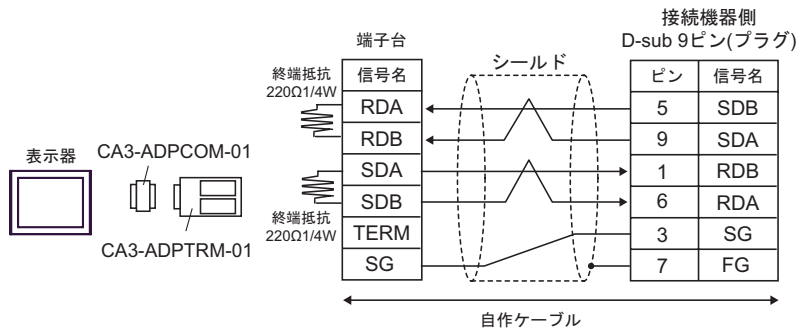 接続機器側
D-sub 9ピン(プラグ)
端子台
シールド
終端抵抗
220Ω1/4W
信号名
ピン 信号名
RDA
5 SDB
RDB
9 SDA
表示器
CA3-ADPCOM-01
SDA
1 RDB
SDB
6 RDA
終端抵抗
220Ω1/4W
TERM
3 SG
CA3-ADPTRM-01
SG
7 FG
自作ケーブル